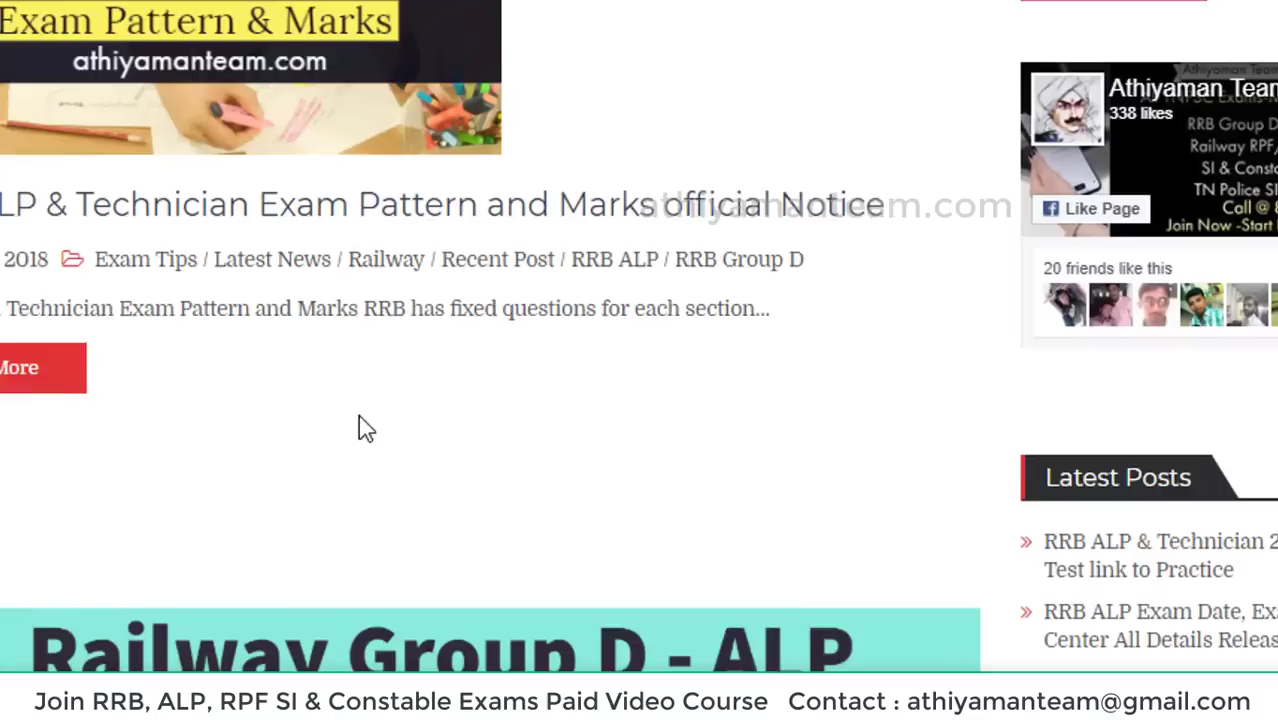 Exam Pattern & Marks
athiyamanteam.com
LP & Technician Exam Pattern and Marks official Notice
athiyamanteam.com
2018 Exam Tips / Latest News / Railway / Recent Post / RRB ALP / RRB Group D
Technician Exam Pattern and Marks RRB has fixed questions for each section...
More
Railway Group D - ALP
Athiyaman Team
338 likes
RRB Group D
Railway RPF/
SI & Consta
TN Police SI
Call @ 8
Join Now -Start
Like Page
20 friends like this
Latest Posts
» RRB ALP & Technician 2
Test link to Practice
» RRB ALP Exam Date, Exa
Center All Details Releas
Join RRB, ALP, RPF SI & Constable Exams Paid Video Course Contact : athiyamanteam@gmail.com